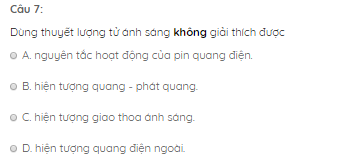 Câu 7:
Dùng thuyết lượng tử ánh sáng không giải thích được
A. nguyên tắc hoạt động của pin quang điện.
B. hiện tượng quang - phát quang.
C. hiện tượng giao thoa ánh sáng.
D. hiện tượng quang điện ngoài.